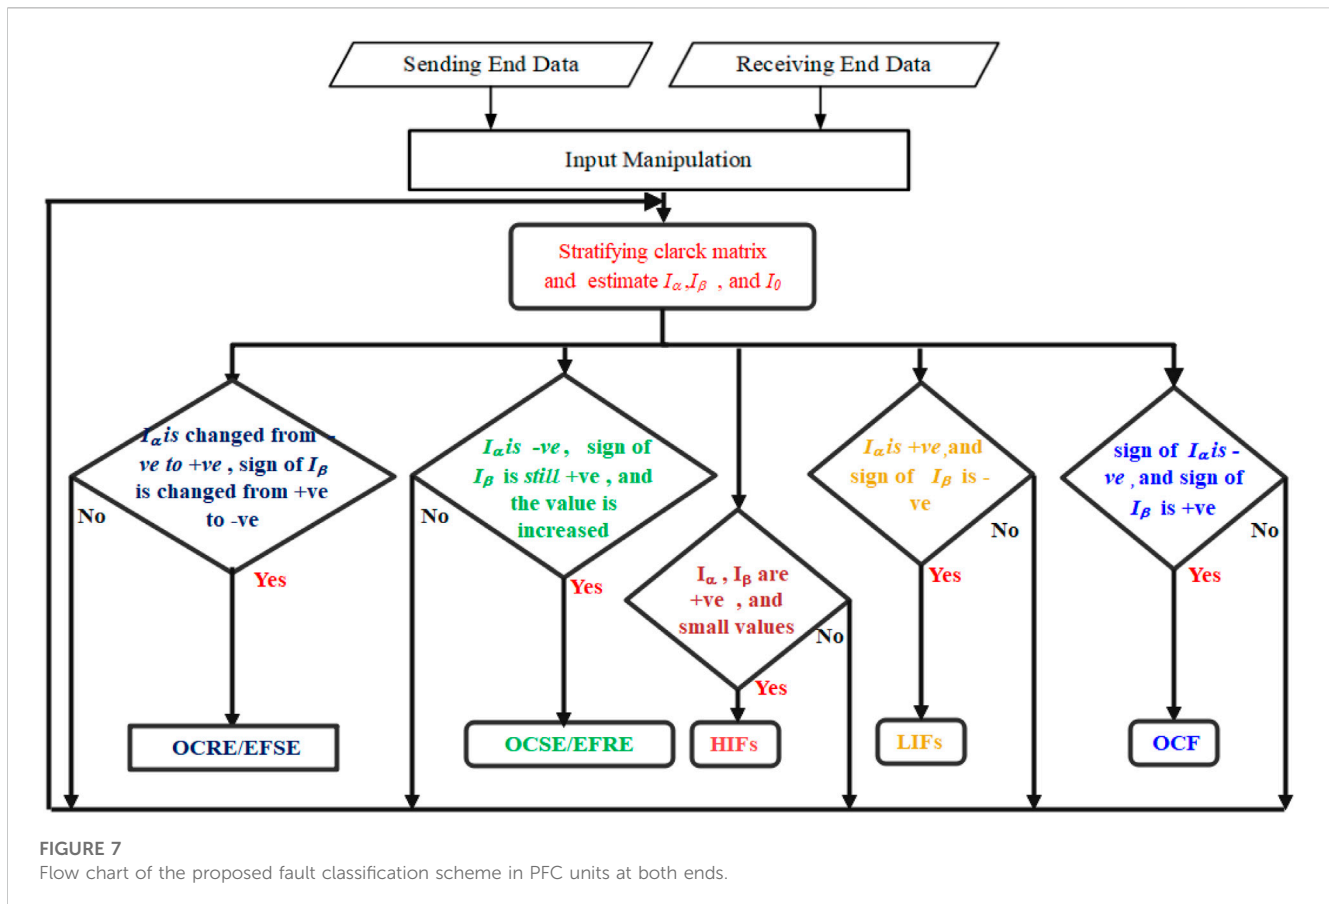 Sending End Data
Receiving End Data
Input Manipulation
Stratifying clarck matrix
and estimate Iα,Iβ , and I0
Iα is changed from -
ve to +ve , sign of Iβ
is changed from +ve
to -ve
No
Yes
OCRE/EFSE
Iα is -ve , sign of
Iβ is still +ve , and
the value is
increased
No
Yes
OCSE/EFRE
Iα , Iβ are
+ve , and
small values
No
Yes
HIFs
Iα is +ve ,and
sign of Iβ is -
ve
No
Yes
LIFs
sign of Iα is -
ve , and sign of
Iβ is +ve
No
Yes
OCF
FIGURE 7
Flow chart of the proposed fault classification scheme in PFC units at both ends.